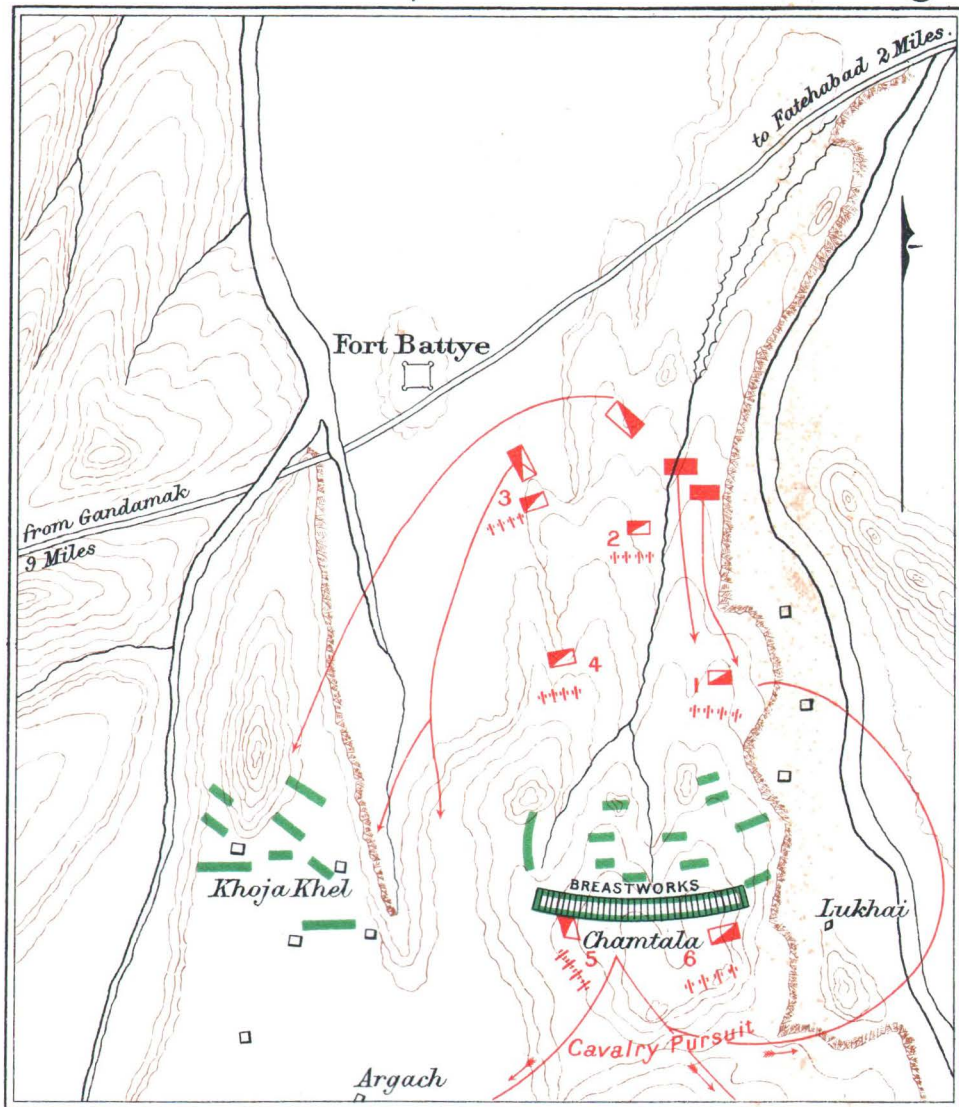 to Fatehabad 2 Miles.
Fort Battye
from Gandamak
9 Miles
3
2
4
1
BREASTWORKS
Khoja Khel
Chamtala
Lukhai
5
6
Cavalry Pursuit
Argach